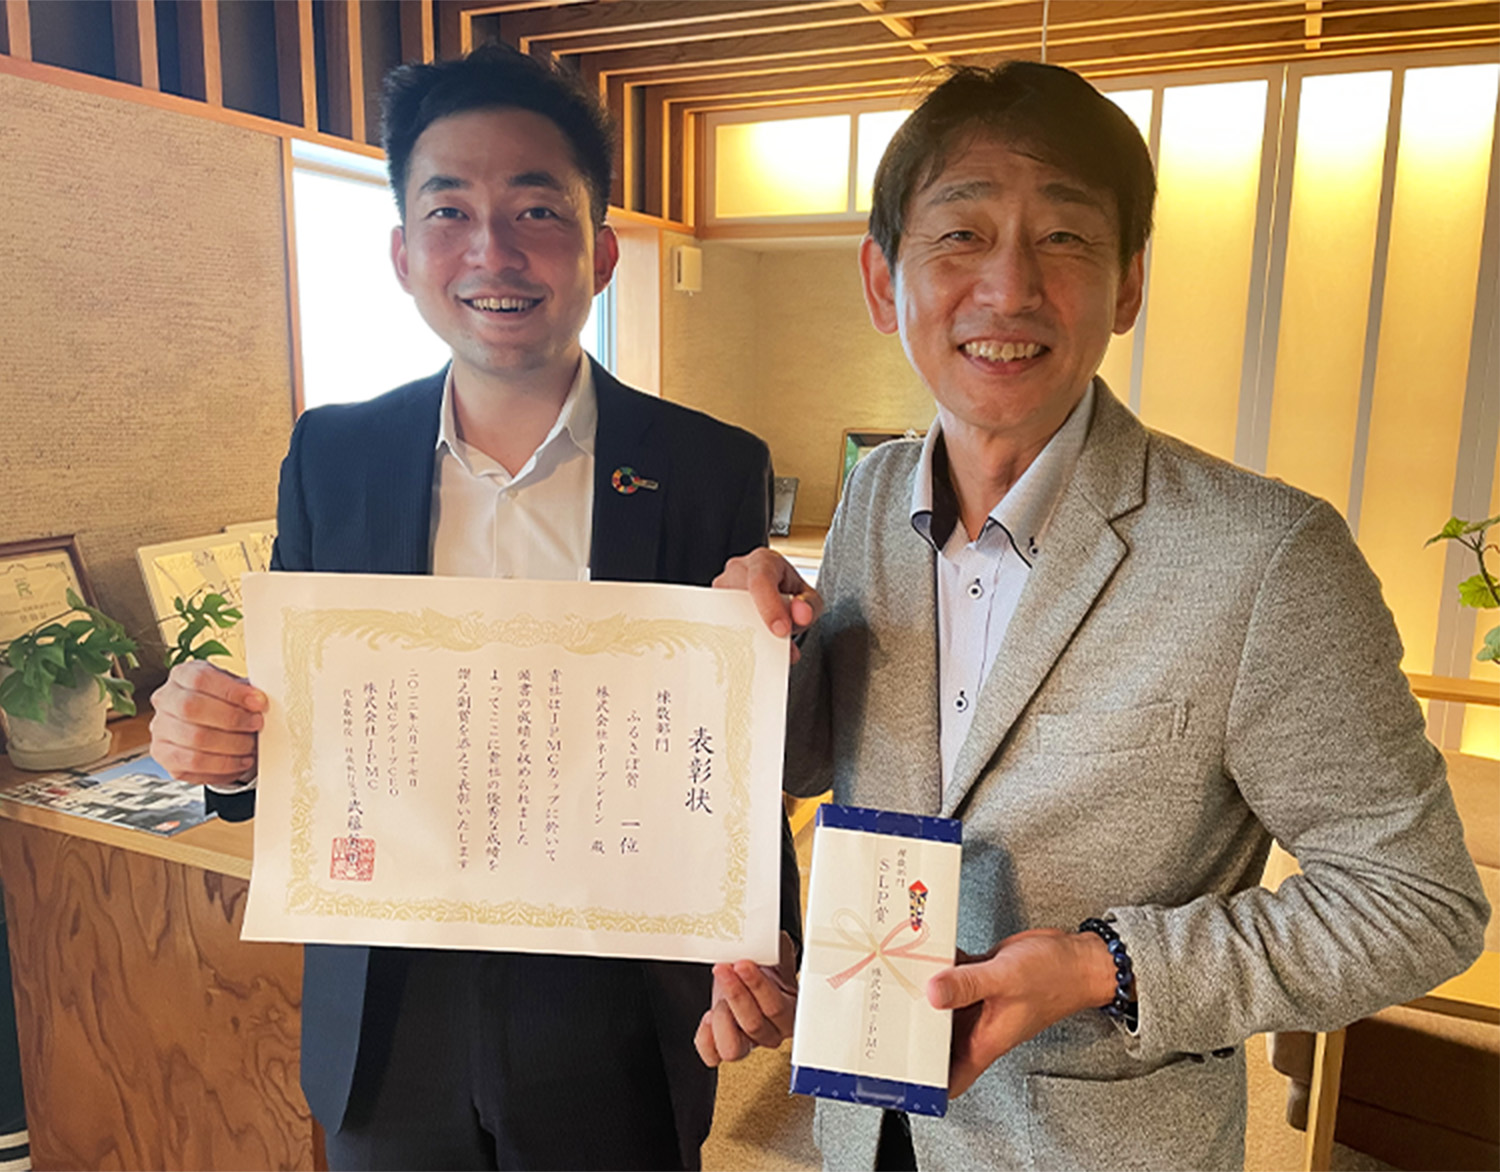 表彰状
棟数部門
ふるさぽ賞 一位
株式会社ネイブレイン 殿
貴社はJPMCカップに於いて
頭書の成績を収められました
よってここに貴社の優秀な成績を
讃え副賞を添えて表彰いたします
二〇二二年六月二十七日
JPMCグループCEO
株式会社JPMC
代表取締役 社長執行役員 武藤英明
棟数部門
SLP賞
株式会社JPMC